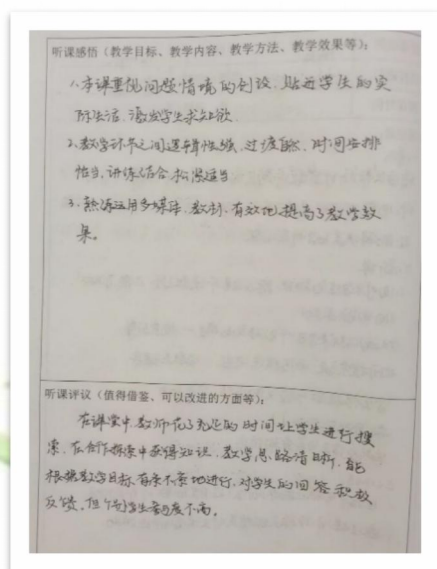 听课感悟（教学目标、教学内容、教学方法、教学效果等）：
1、本课重视问题情境的创设，贴近学生的实
际生活，激发学生求知欲
2、教学环节之间逻辑性强，过渡自然，时间安排
恰当，讲练结合松紧适当
3、熟练运用多媒体，教材，有效地提高了教学效
果。
听课评议（值得借鉴、可以改进的方面等）：
在课堂中，教师花了充足的时间让学生进行搜
索，在合作探索中获得知识，教学思路清晰，能
根据教学目标，有条不紊地进行，对学生的回答积极
反馈，但个别学生参与度不高。